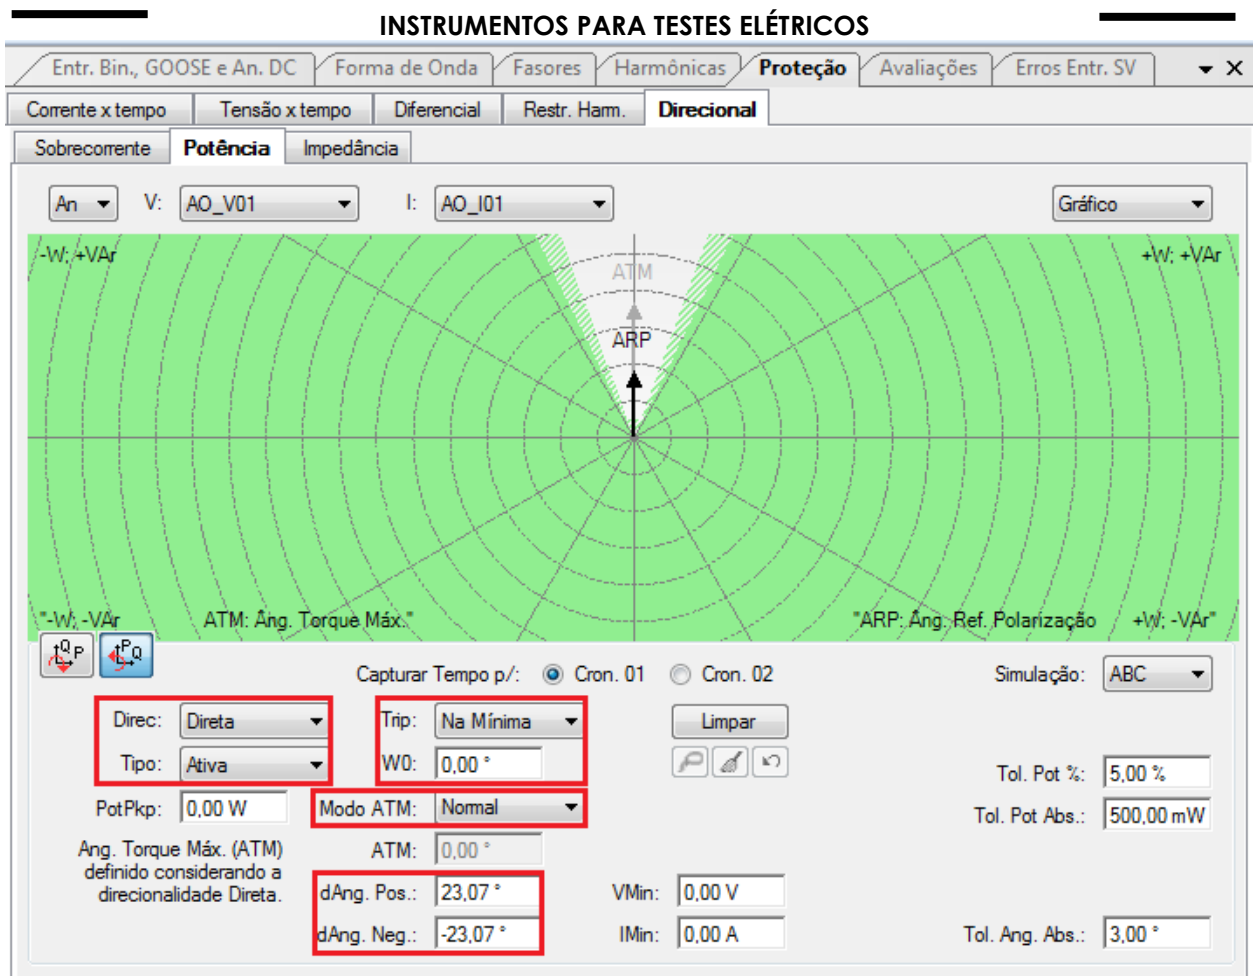 INSTRUMENTOS PARA TESTES ELÉTRICOS
Entr. Bin., GOOSE e An. DC Forma de Onda Fasores Harmônicas Proteção Avaliações Erros Entr. SV
Corrente x tempo Tensão x tempo Diferencial Restr. Harm. Direcional
Sobrecorrente Potência Impedância
An V: AO_V01 I: AO_I01 Gráfico
-W; +VAr +W; +VAr
ATM
ARP
"-W; -VAr ATM: Âng. Torque Máx." "ARP: Âng. Ref. Polarização +W; -VAr"
Q P P Q
Capturar Tempo p/: Cron. 01 Cron. 02 Simulação: ABC
Direc: Direta Trip: Na Mínima Limpar
Tipo: Ativa W0: 0,00 °
Tol. Pot %: 5,00 %
PotPkp: 0,00 W Modo ATM: Normal
Tol. Pot Abs.: 500,00 mW
Ang. Torque Máx. (ATM)
definido considerando a
direcionalidade Direta.
ATM: 0,00 °
dAng. Pos.: 23,07 ° VMin: 0,00 V
dAng. Neg.: -23,07 ° IMin: 0,00 A Tol. Ang. Abs.: 3,00 °